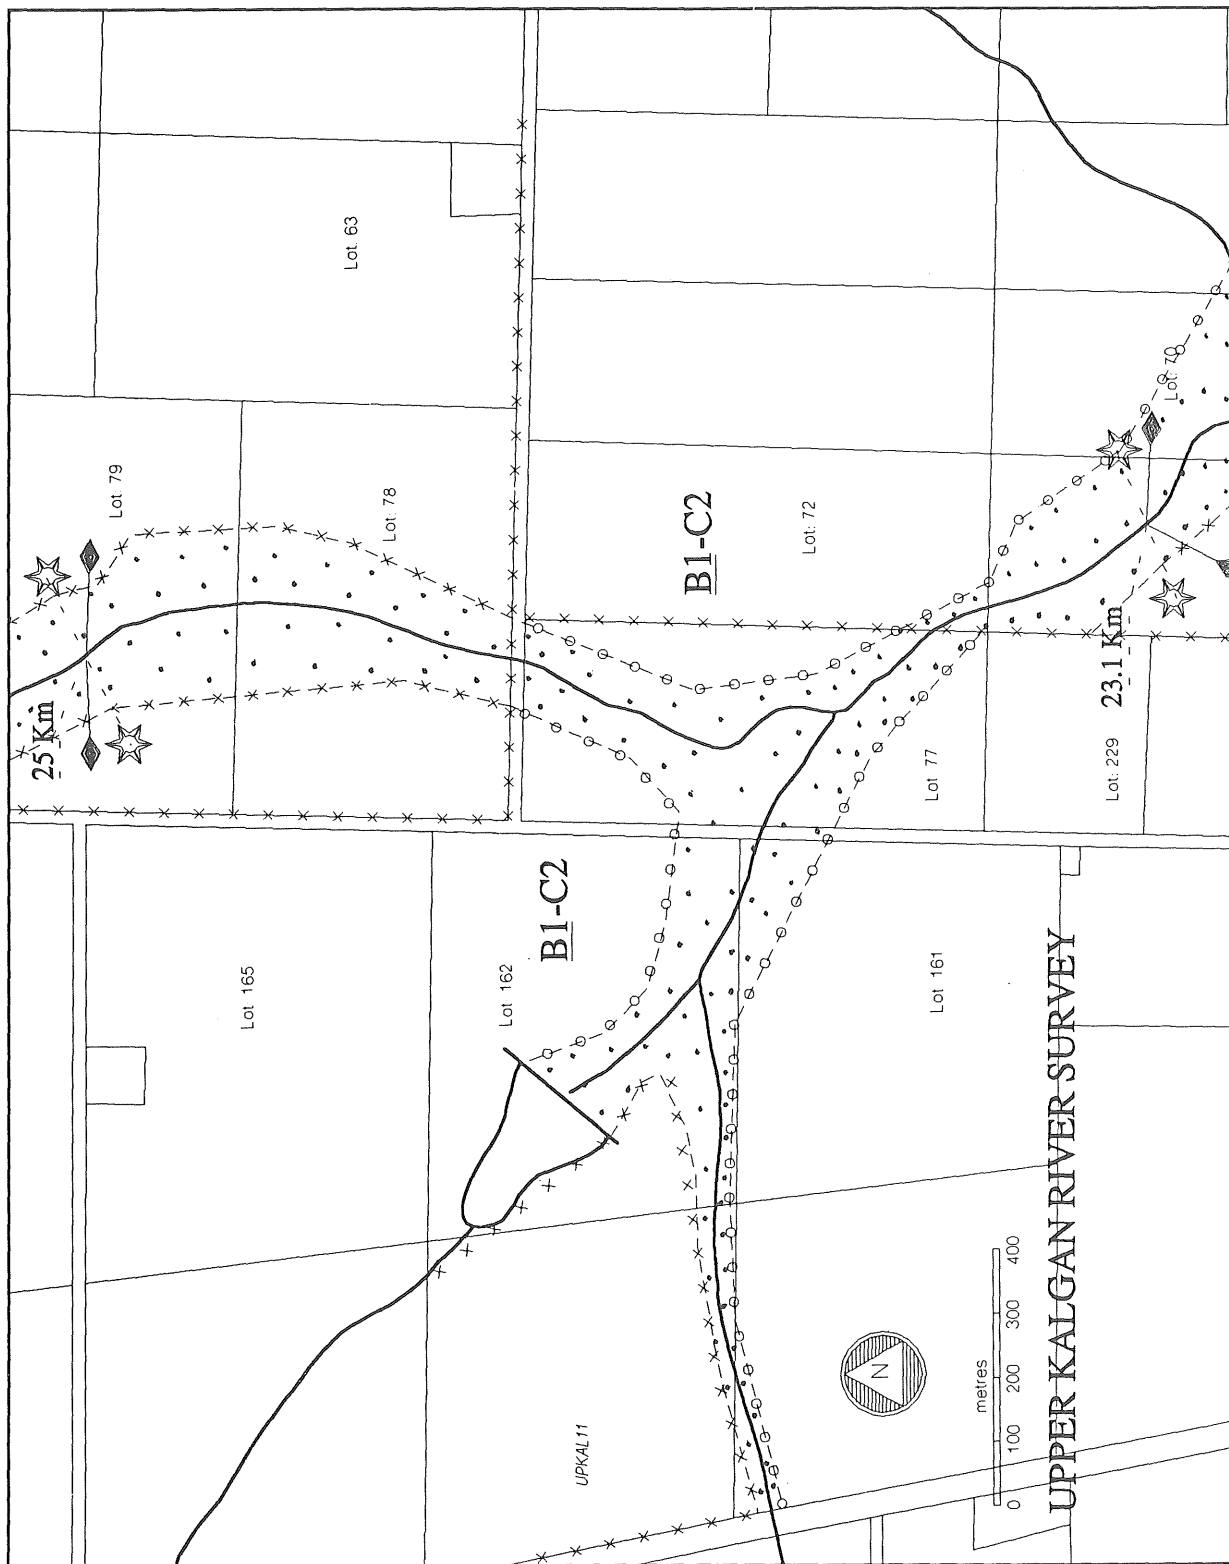 25 Km
Lot 79
Lot 78
Lot 63
Lot 165
Lot 162
B1-C2
B1-C2
Lot: 72
UPKAL11
Lot 161
Lot 77
Lot: 229
23.1 Km
Lot: 70
N
metres
0 100 200 300 400
UPPER KALGAN RIVER SURVEY